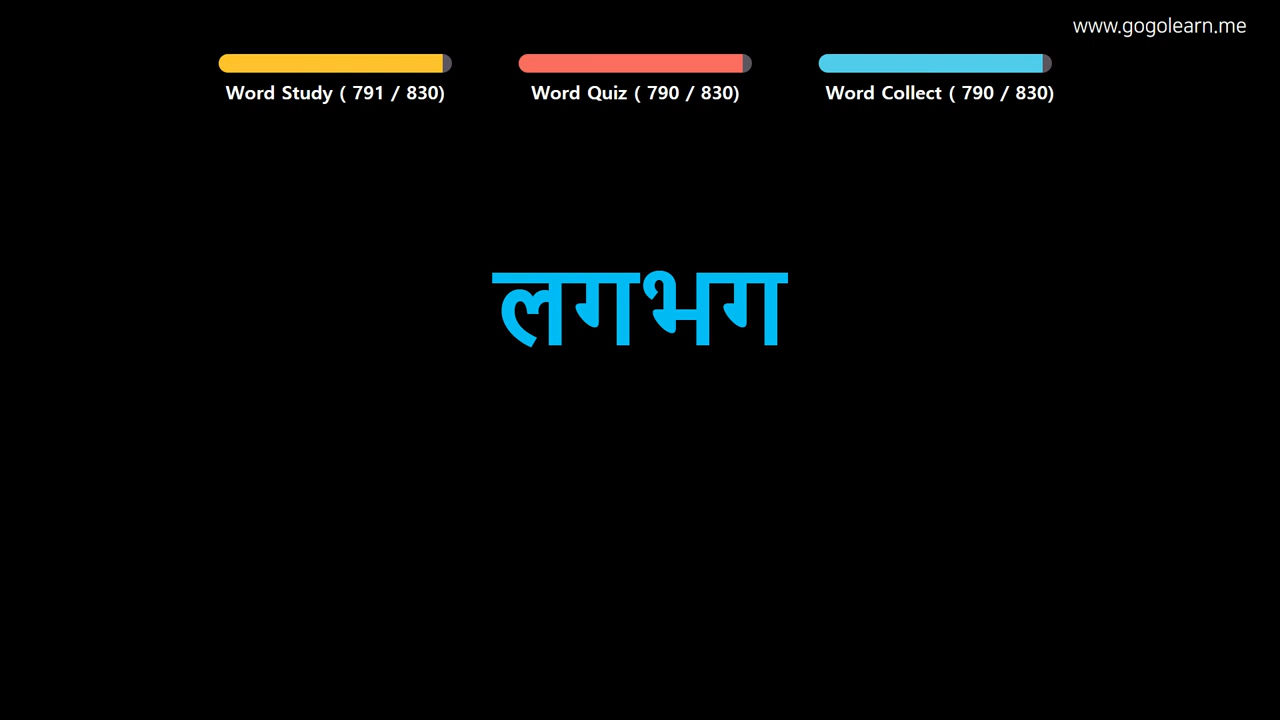 www.gogolearn.me
Word Study ( 791 / 830)
Word Quiz ( 790 / 830)
Word Collect ( 790 / 830)
लगभग